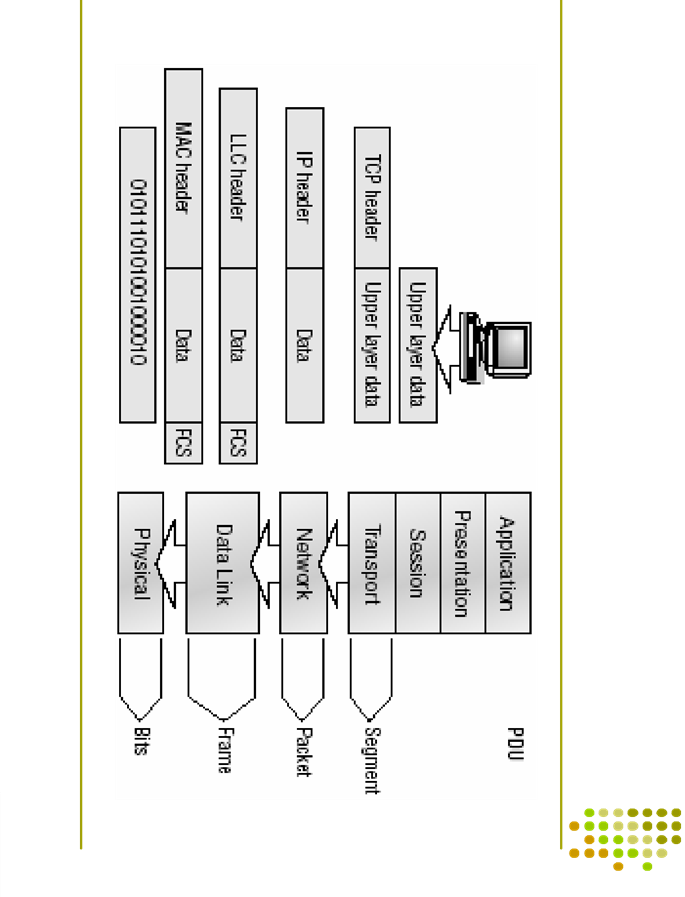 Application PDU
Presentation
Upper layer data Session
TCP header Upper layer data Transport Segment
IP header Data Network Packet
LLC header Data FCS
Data Link Frame
MAC header Data FCS
0101110101001000010 Physical Bits